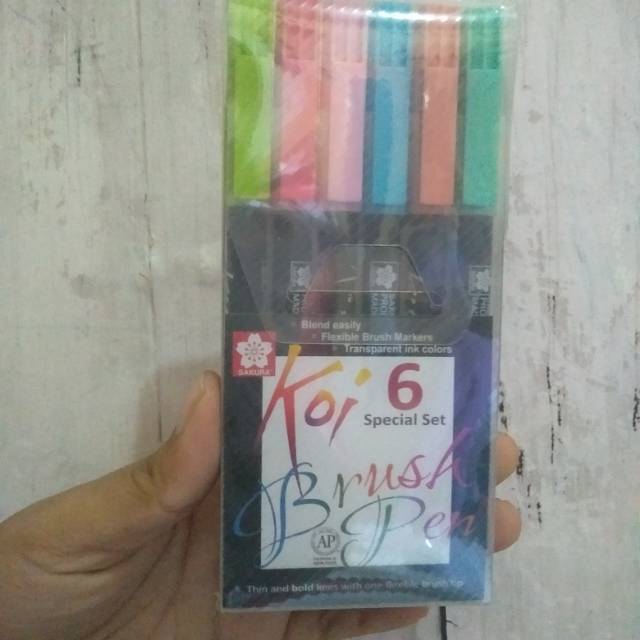 Blend easily
Flexible Brush Markers
Transparent ink colors
SAKURA
Koi
6
Special Set
Brush
Pen
AP
Thin and bold lines with one flexible brush tip